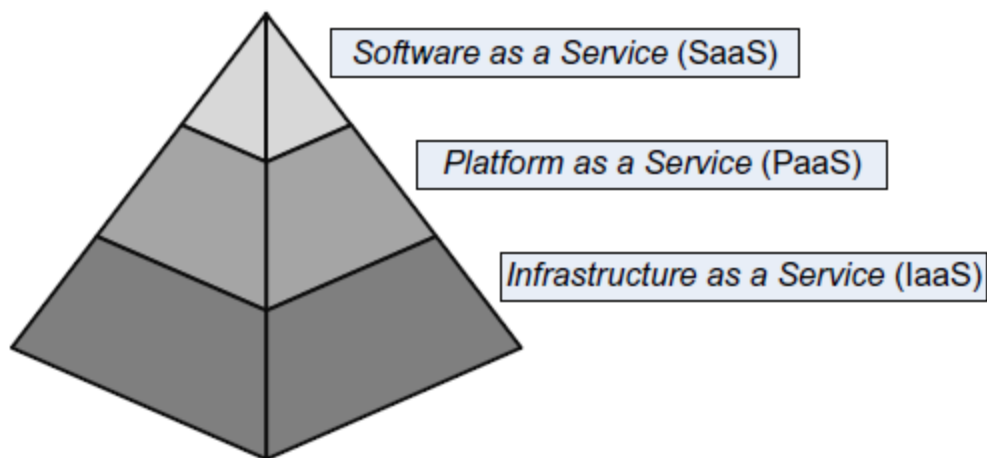 Software as a Service (SaaS)
Platform as a Service (PaaS)
Infrastructure as a Service (IaaS)